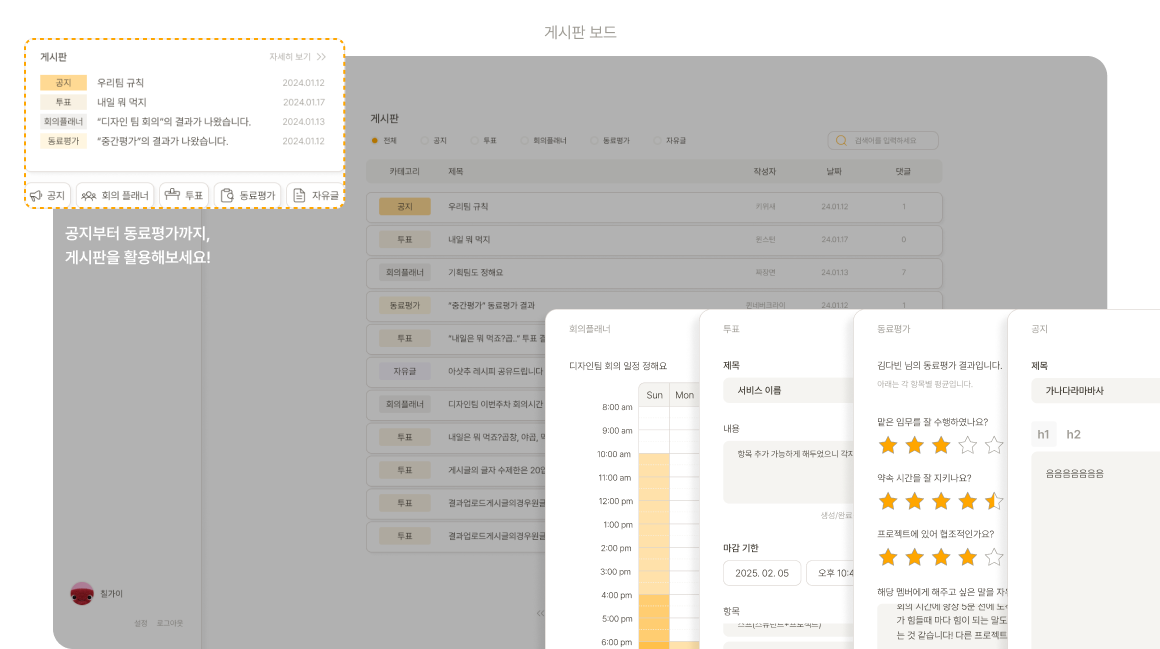 게시판 보드
게시판 자세히 보기 >>
공지 우리팀 규칙 2024.01.12
투표 내일 뭐 먹지 2024.01.17
회의플래너 “디자인 팀 회의”의 결과가 나왔습니다. 2024.01.13
동료평가 “중간평가”의 결과가 나왔습니다. 2024.01.12
공지 회의 플래너 투표 동료평가 자유글
공지부터 동료평가까지,
게시판을 활용해보세요!
게시판
전체 공지 투표 회의플래너 동료평가 자유글 검색어를 입력하세요
카테고리 제목 작성자 날짜 댓글
공지 우리팀 규칙 키위새 24.01.12 1
투표 내일 뭐 먹지 24.01.17 0
회의플래너 기획팀도 정해요 짜장면 24.01.13 7
동료평가 “중간평가” 동료평가 결과 24.01.12 1
투표 “내일은 뭐 먹죠?곱..” 투표 결
자유글 아샷추 레시피 공유드립니다
회의플래너 디자인팀 이번주차 회의시간
투표 내일은 뭐 먹죠?곱창, 야곱,
투표 게시글의 글자 수제한은 20입
투표 결과업로드게시글의경우원글
투표 결과업로드게시글의경우원글
<<
칠가이
설정 로그아웃
회의플래너
디자인팀 회의 일정 정해요
Sun Mon
8:00 am
9:00 am
10:00 am
11:00 am
12:00 pm
1:00 pm
2:00 pm
3:00 pm
4:00 pm
5:00 pm
6:00 pm
투표
제목
서비스 이름
내용
항목 추가 가능하게 해두었으니 각자
생성/완료
마감 기한
2025. 02. 05 오후 10:4
항목
스프(스튜던트+프로젝트)
동료평가
김다빈 님의 동료평가 결과입니다.
아래는 각 항목별 평균입니다.
맡은 임무를 잘 수행하였나요?
약속 시간을 잘 지키나요?
프로젝트에 있어 협조적인가요?
해당 멤버에게 해주고 싶은 말을 자유
회의 시간에 항상 5분 전에 도
가 힘들때 마다 힘이 되는 말도
는 것 같습니다! 다른 프로젝트
공지
제목
가나다라마바사
h1 h2
음음음음음음음